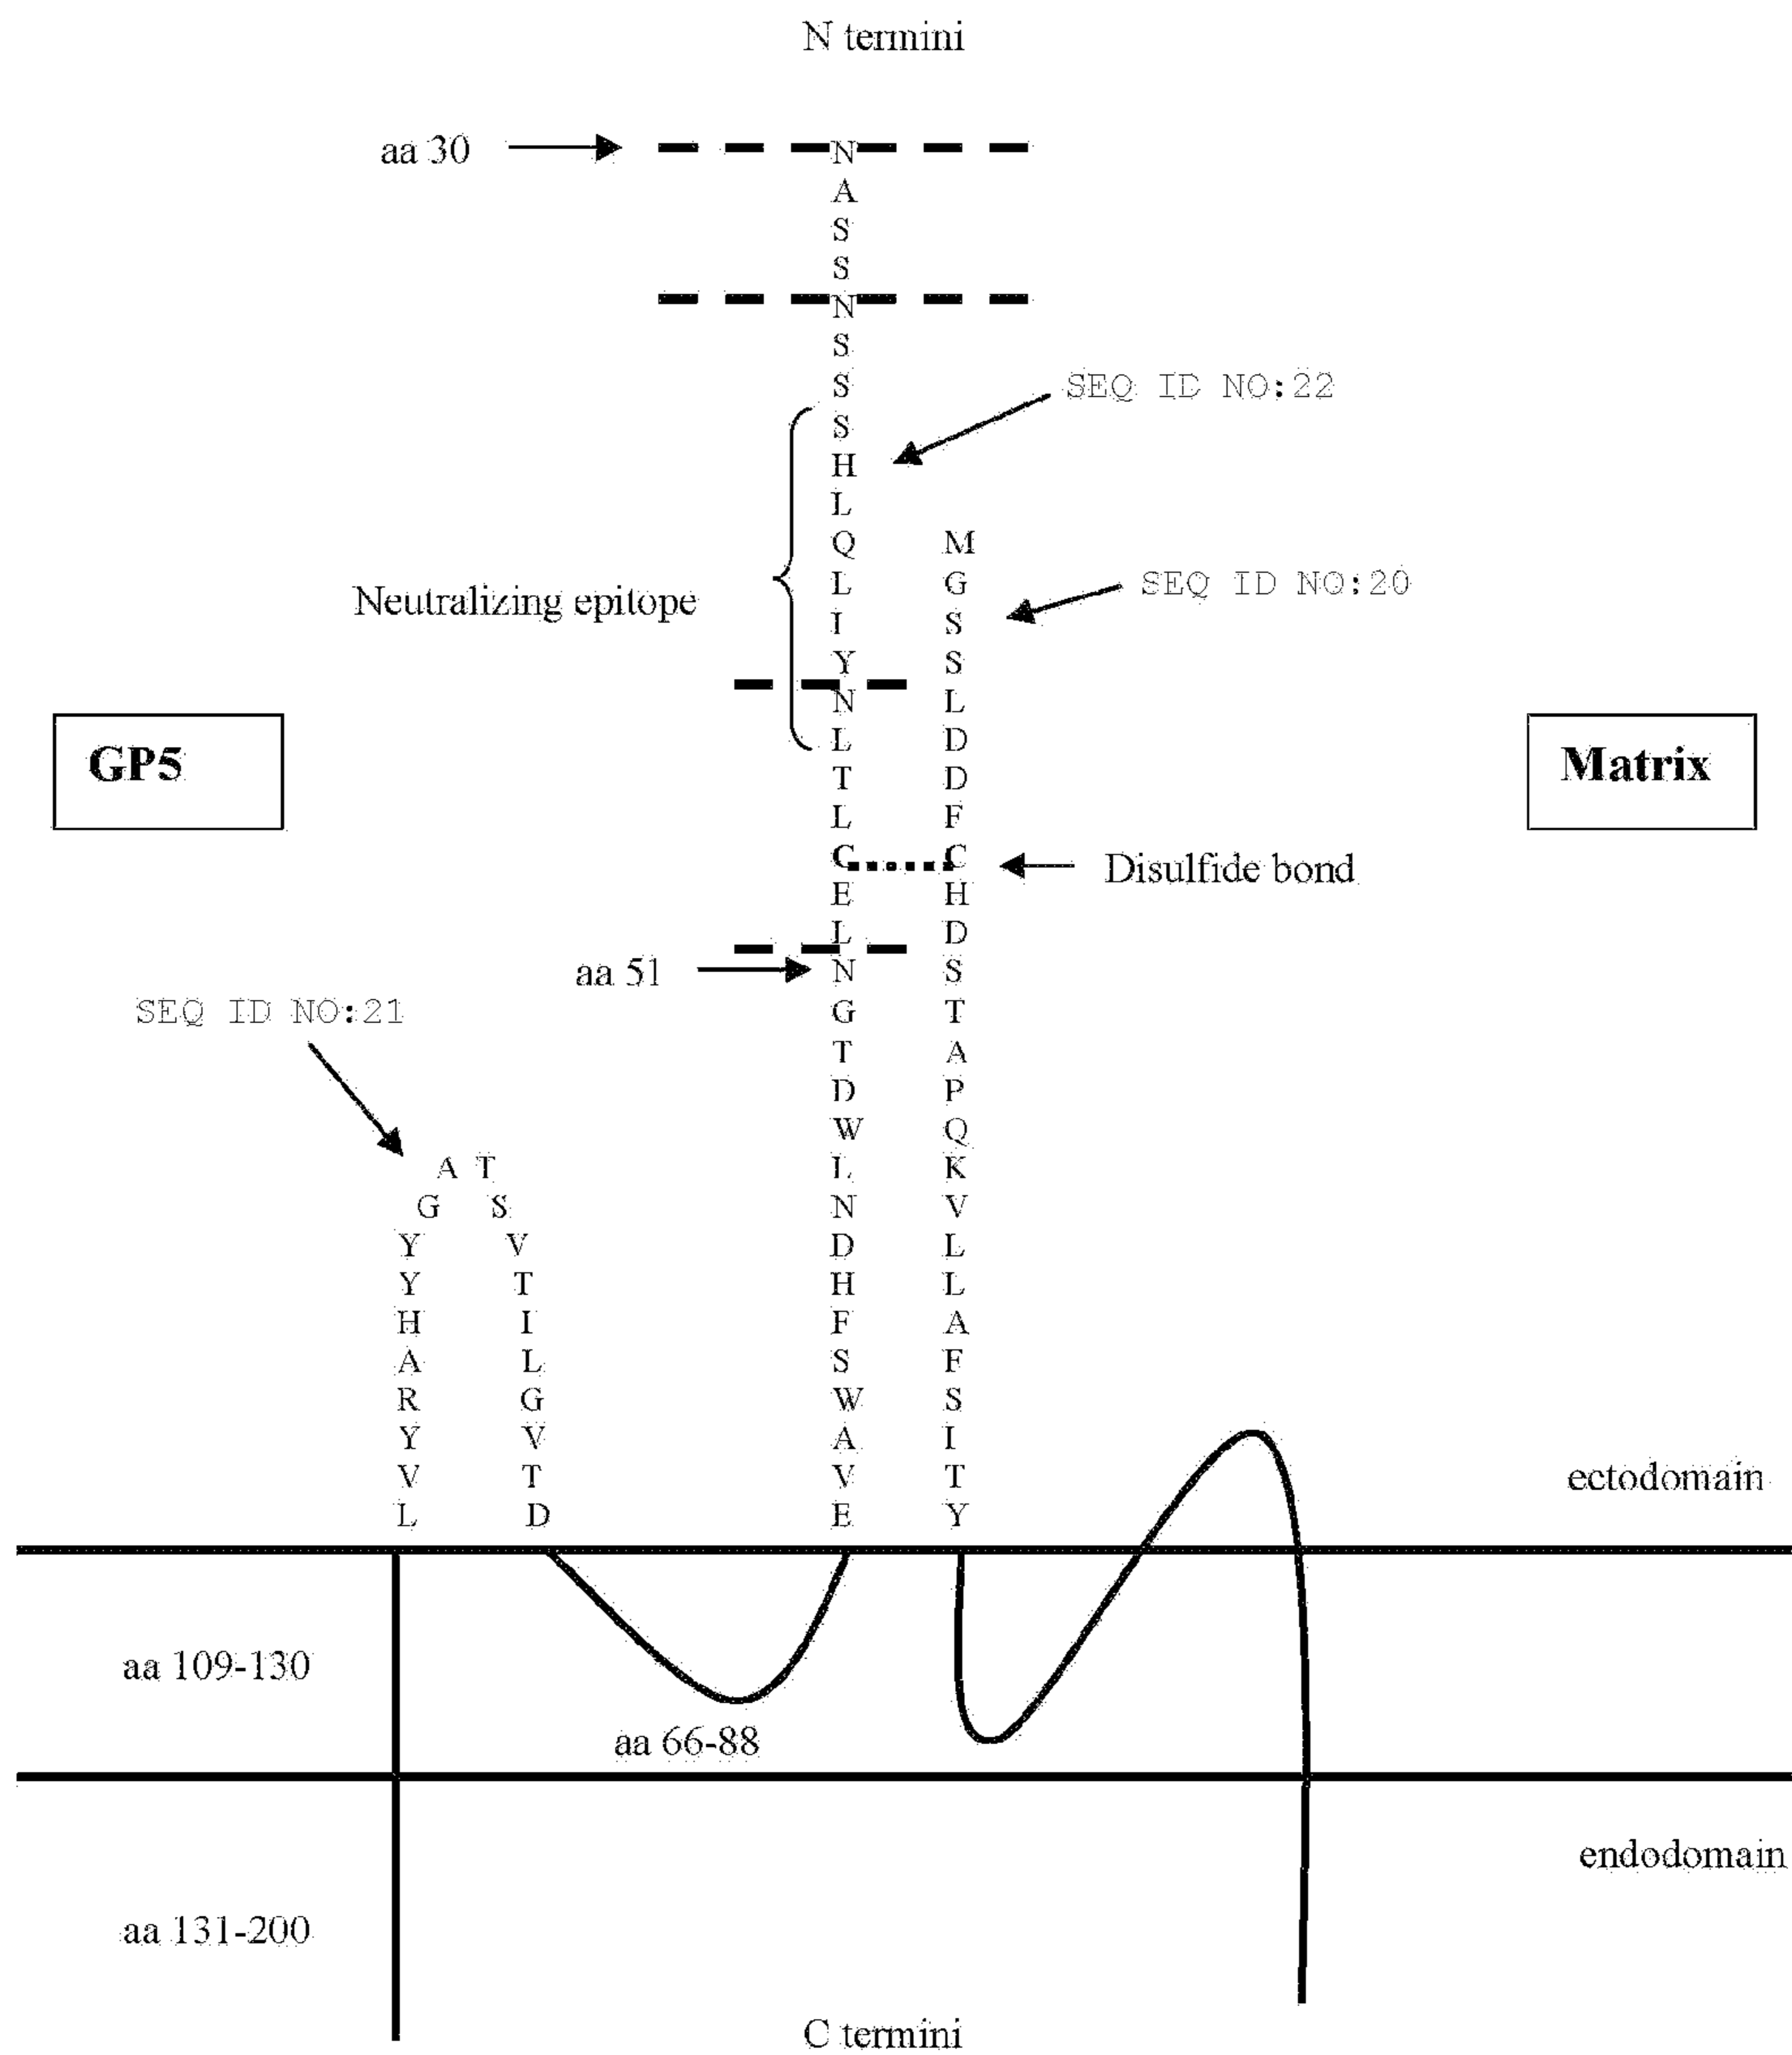 N termini
aa 30
N
A
S
S
N
S
S
S
H
L
Q
L
I
Y
N
L
T
L
C
E
L
N
G
T
D
W
L
N
D
H
F
S
W
A
V
E
SEQ ID NO:22
M
G
S
S
L
D
D
F
C
H
D
S
T
A
P
Q
K
V
L
L
A
F
S
I
T
Y
SEQ ID NO:20
Neutralizing epitope
GP5
Matrix
Disulfide bond
aa 51
SEQ ID NO:21
A T
G S
Y V
Y T
H I
A L
R G
Y V
V T
L D
ectodomain
aa 109-130
aa 66-88
endodomain
aa 131-200
C termini